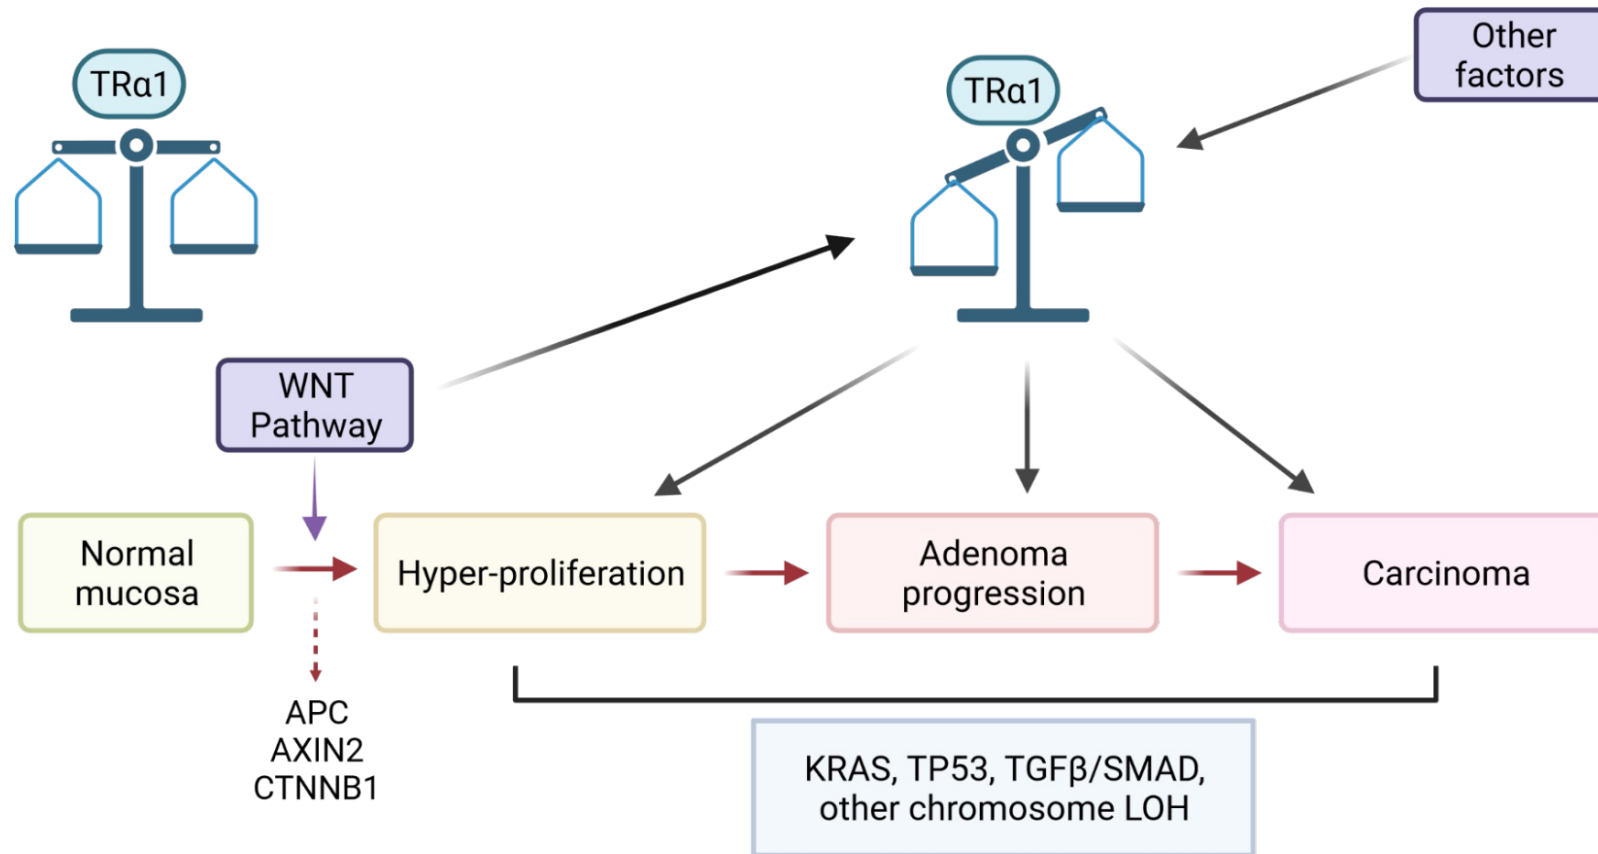 TRα1
TRα1
Other
factors
WNT
Pathway
Normal
mucosa
Hyper-proliferation
Adenoma
progression
Carcinoma
APC
AXIN2
CTNNB1
KRAS, TP53, TGFβ/SMAD,
other chromosome LOH